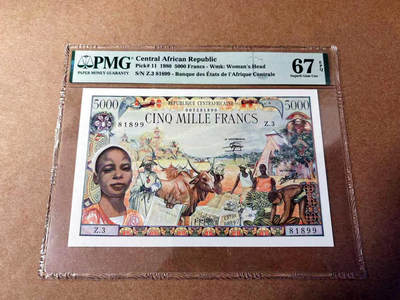 PMG
PAPER MONEY GUARANTY
Central African Republic
Pick# 11 1980 5000 Francs - Wmk: Woman's Head
S/N Z.3 81899 - Banque des États de l'Afrique Centrale
67 EPQ
Superb Gem Unc
5000 RÉPUBLIQUE CENTRAFRICAINE 5000
81899 Z.3
CINQ MILLE FRANCS
Z.3 81899